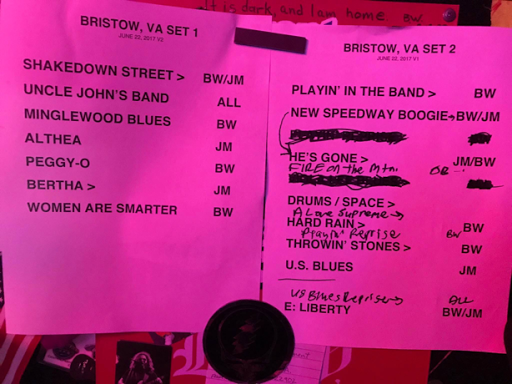 It is dark, and I am home. BW.
BRISTOW, VA SET 1
JUNE 22, 2017 V2
SHAKEDOWN STREET > BW/JM
UNCLE JOHN'S BAND ALL
MINGLEWOOD BLUES BW
ALTHEA JM
PEGGY-O BW
BERTHA > JM
WOMEN ARE SMARTER BW
BRISTOW, VA SET 2
JUNE 22, 2017 V1
PLAYIN' IN THE BAND > BW
NEW SPEEDWAY BOOGIE BW/JM
HE'S GONE > JM/BW
FIRE on the Mtn. OR ...
DRUMS / SPACE >
A Love Supreme
HARD RAIN > BW
Playin' Reprise BW
THROWIN' STONES > BW
U.S. BLUES JM
US Blues Reprise ALL
E: LIBERTY BW/JM